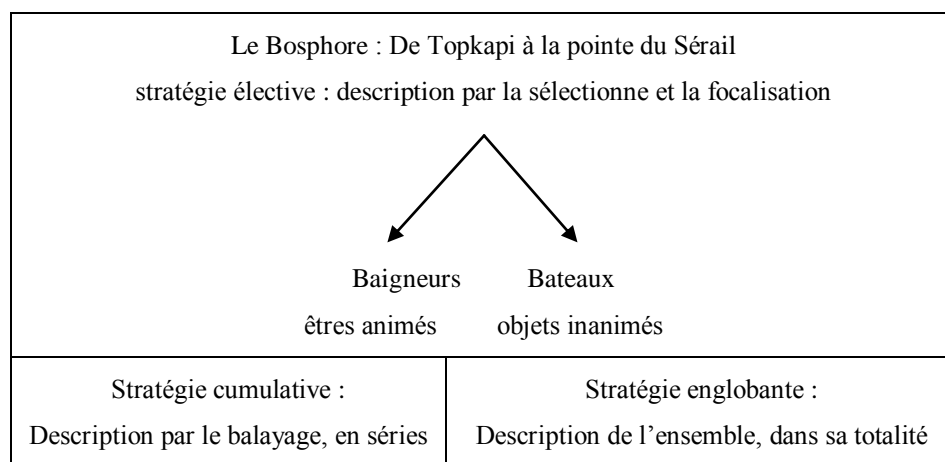 Le Bosphore : De Topkapi à la pointe du Sérail
stratégie élective : description par la sélectionne et la focalisation
Baigneurs Bateaux
êtres animés objets inanimés
Stratégie cumulative :
Description par le balayage, en séries
Stratégie englobante :
Description de l’ensemble, dans sa totalité